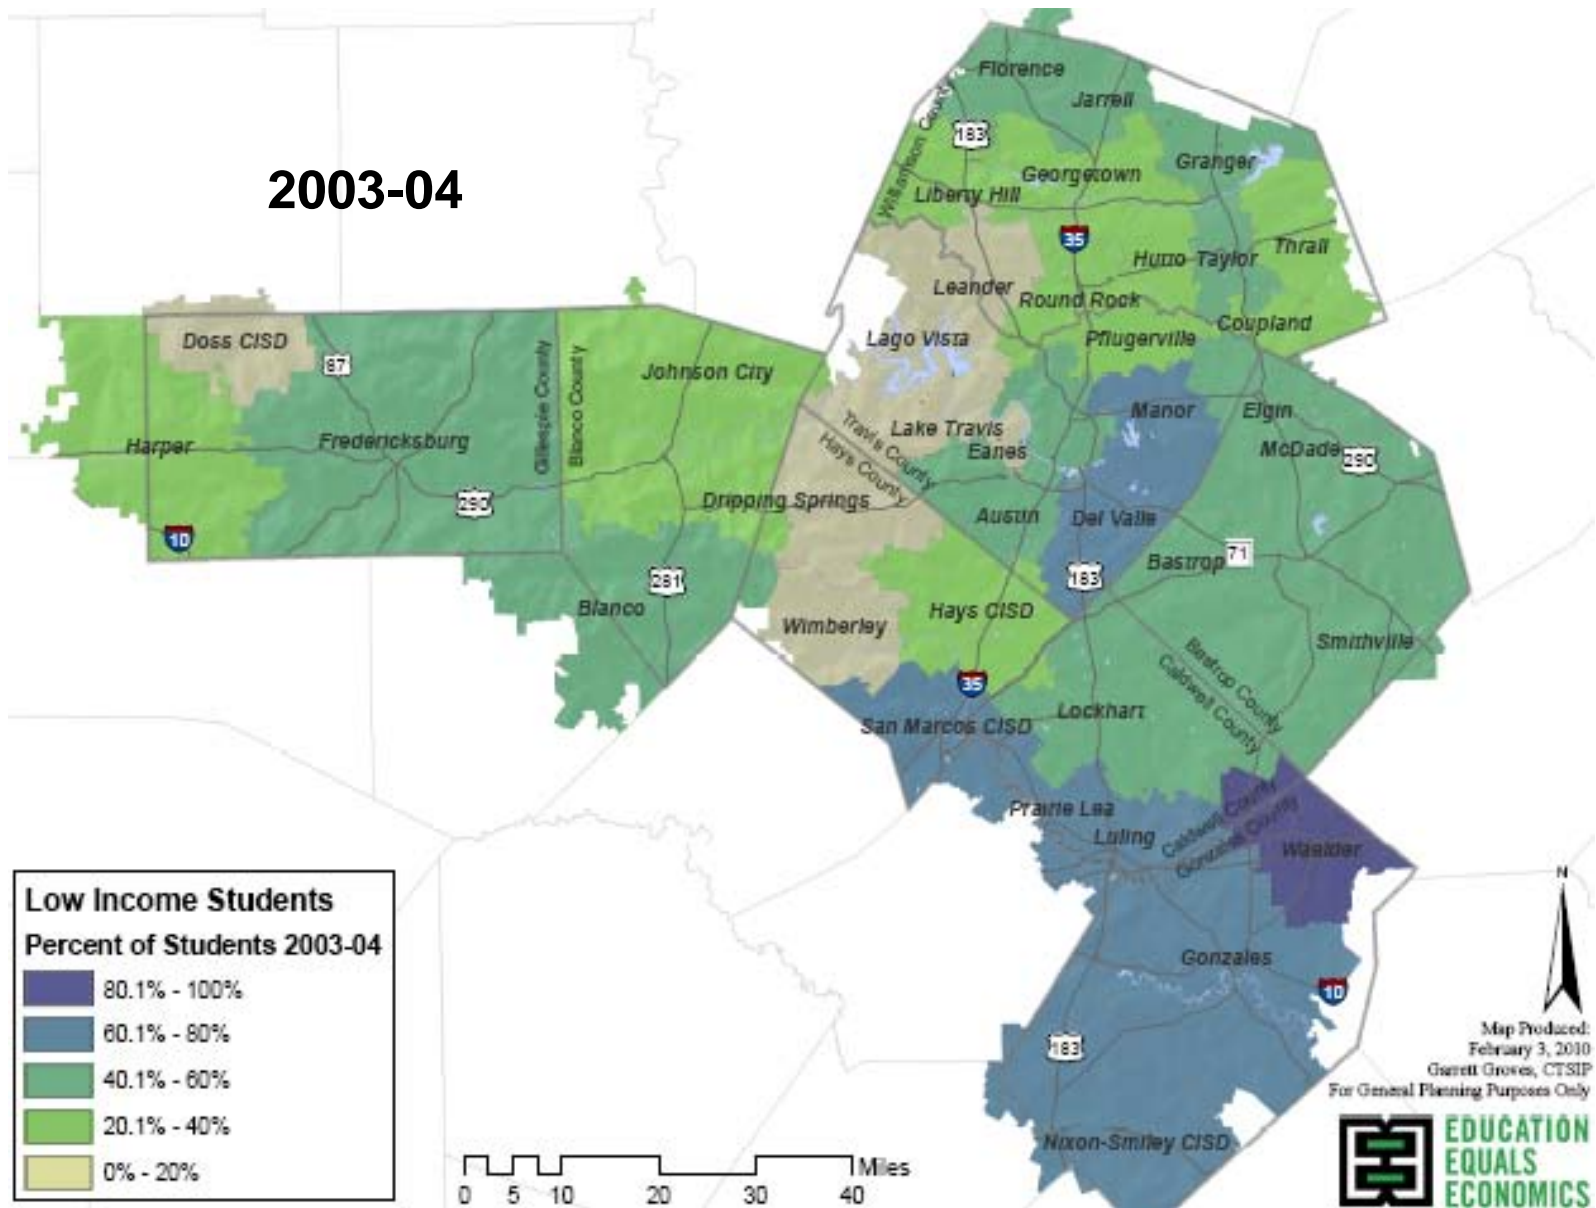 2003-04
Florence
Jarrell
Williamson County
183
Granger
Georgetown
Liberty Hill
35
Thrall
Hutto
Taylor
Leander
Round Rock
Coupland
Lago Vista
Pflugerville
Doss CISD
87
Gillespie County
Blanco County
Johnson City
Manor
Elgin
Travis County
Hays County
Lake Travis
Eanes
McDade
290
Harper
Fredericksburg
290
Dripping Springs
Austin
Del Valle
10
71
Bastrop
281
183
Blanco
Wimberley
Hays CISD
Smithville
Bastrop County
Caldwell County
35
Lockhart
San Marcos CISD
Prairie Lea
Luling
Caldwell County
Gonzales County
Waelder
Gonzales
10
183
Nixon-Smiley CISD
Low Income Students
Percent of Students 2003-04
80.1% - 100%
60.1% - 80%
40.1% - 60%
20.1% - 40%
0% - 20%
Miles
0 5 10 20 30 40
N
Map Produced:
February 3, 2010
Garrett Groves, CTSIP
For General Planning Purposes Only
EDUCATION
EQUALS
ECONOMICS